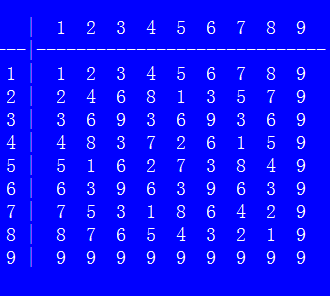 | 1 2 3 4 5 6 7 8 9
---|-----------------------------
1 | 1 2 3 4 5 6 7 8 9
2 | 2 4 6 8 1 3 5 7 9
3 | 3 6 9 3 6 9 3 6 9
4 | 4 8 3 7 2 6 1 5 9
5 | 5 1 6 2 7 3 8 4 9
6 | 6 3 9 6 3 9 6 3 9
7 | 7 5 3 1 8 6 4 2 9
8 | 8 7 6 5 4 3 2 1 9
9 | 9 9 9 9 9 9 9 9 9